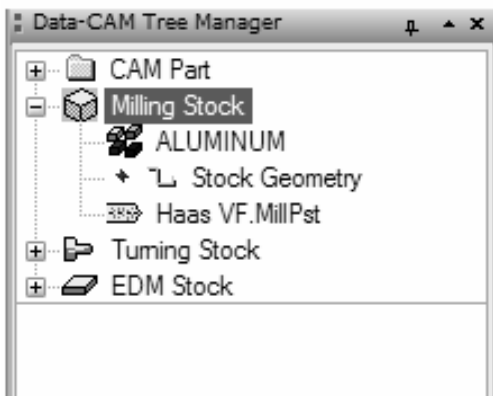 Data-CAM Tree Manager
CAM Part
Milling Stock
ALUMINUM
Stock Geometry
Haas VF.MillPst
Turning Stock
EDM Stock